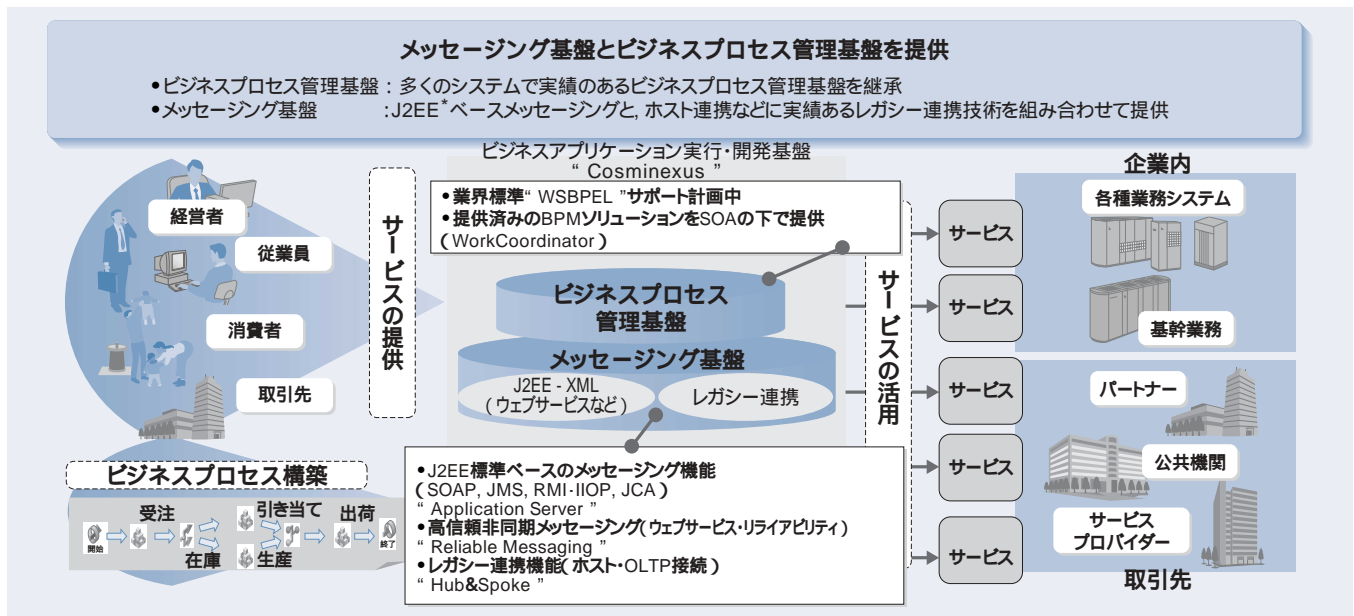 メッセージング基盤とビジネスプロセス管理基盤を提供
•ビジネスプロセス管理基盤 : 多くのシステムで実績のあるビジネスプロセス管理基盤を継承
•メッセージング基盤 :J2EE*ベースメッセージングと, ホスト連携などに実績あるレガシー連携技術を組み合わせて提供
経営者
従業員
消費者
取引先
サービスの提供
ビジネスアプリケーション実行・開発基盤
“ Cosminexus ”
•業界標準“ WSBPEL ”サポート計画中
•提供済みのBPMソリューションをSOAの下で提供
（WorkCoordinator）
ビジネスプロセス
管理基盤
メッセージング基盤
J2EE - XML
（ウェブサービスなど）
レガシー連携
•J2EE標準ベースのメッセージング機能
（SOAP, JMS, RMI-IIOP, JCA）
“ Application Server ”
•高信頼非同期メッセージング（ウェブサービス・リライアビリティ）
“ Reliable Messaging ”
•レガシー連携機能（ホスト・OLTP接続）
“ Hub&Spoke ”
ビジネスプロセス構築
開始
受注
在庫
引き当て
生産
出荷
終了
サービスの活用
サービス
サービス
サービス
サービス
サービス
企業内
各種業務システム
基幹業務
パートナー
公共機関
サービス
プロバイダー
取引先